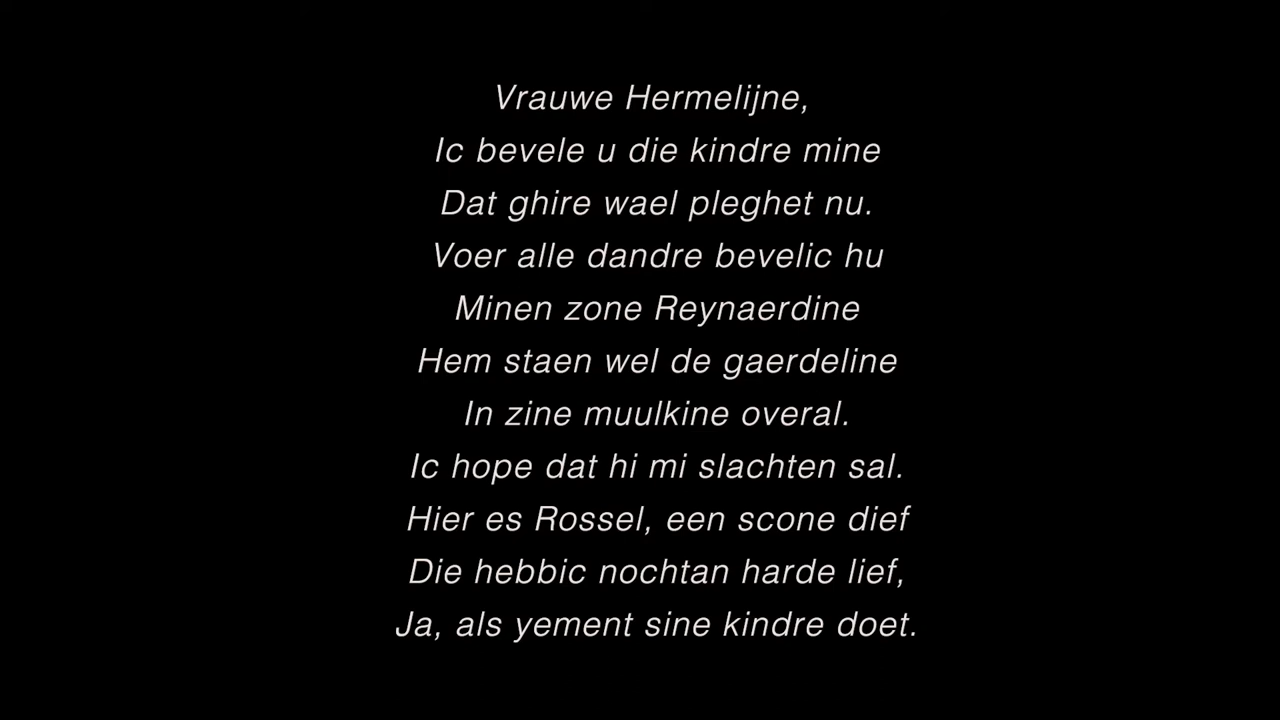 Vrauwe Hermelijne,
Ic bevele u die kindre mine
Dat ghire wael pleghet nu.
Voer alle dandre bevelic hu
Minen zone Reynaerdine
Hem staen wel de gaerdeline
In zine muulkine overal.
Ic hope dat hi mi slachten sal.
Hier es Rossel, een scone dief
Die hebbic nochtan harde lief,
Ja, als yement sine kindre doet.